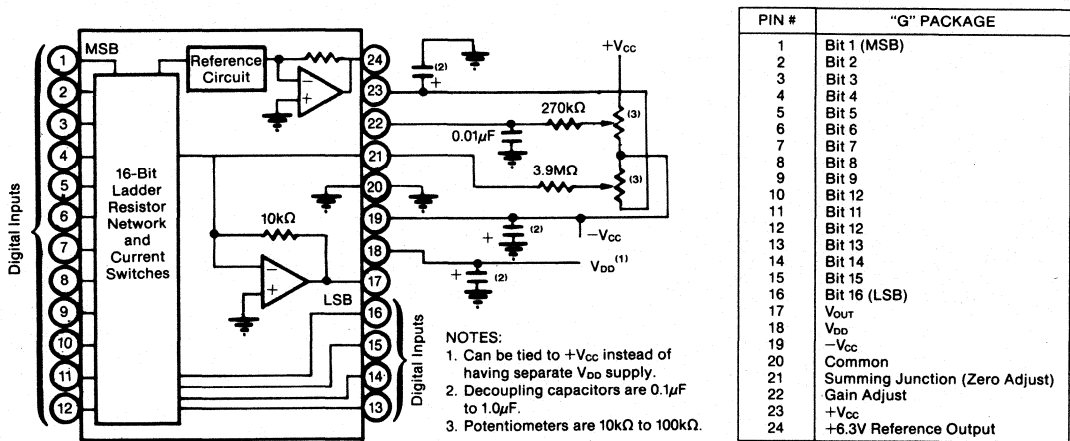 MSB
Reference
Circuit
16-Bit
Ladder
Resistor
Network
and
Current
Switches
10kΩ
LSB
−
+
−
+
Digital Inputs
1
2
3
4
5
6
7
8
9
10
11
12
24
23
22
21
20
19
18
17
16
15
14
13
Digital Inputs
(2)
+
+VCC
270kΩ
(3)
0.01μF
3.9MΩ
(3)
+
(2)
−VCC
+
(2)
VDD(1)
NOTES:
1. Can be tied to +VCC instead of
having separate VDD supply.
2. Decoupling capacitors are 0.1μF
to 1.0μF.
3. Potentiometers are 10kΩ to 100kΩ.
PIN # "G" PACKAGE
1 Bit 1 (MSB)
2 Bit 2
3 Bit 3
4 Bit 4
5 Bit 5
6 Bit 6
7 Bit 7
8 Bit 8
9 Bit 9
10 Bit 12
11 Bit 11
12 Bit 12
13 Bit 13
14 Bit 14
15 Bit 15
16 Bit 16 (LSB)
17 VOUT
18 VDD
19 −VCC
20 Common
21 Summing Junction (Zero Adjust)
22 Gain Adjust
23 +VCC
24 +6.3V Reference Output